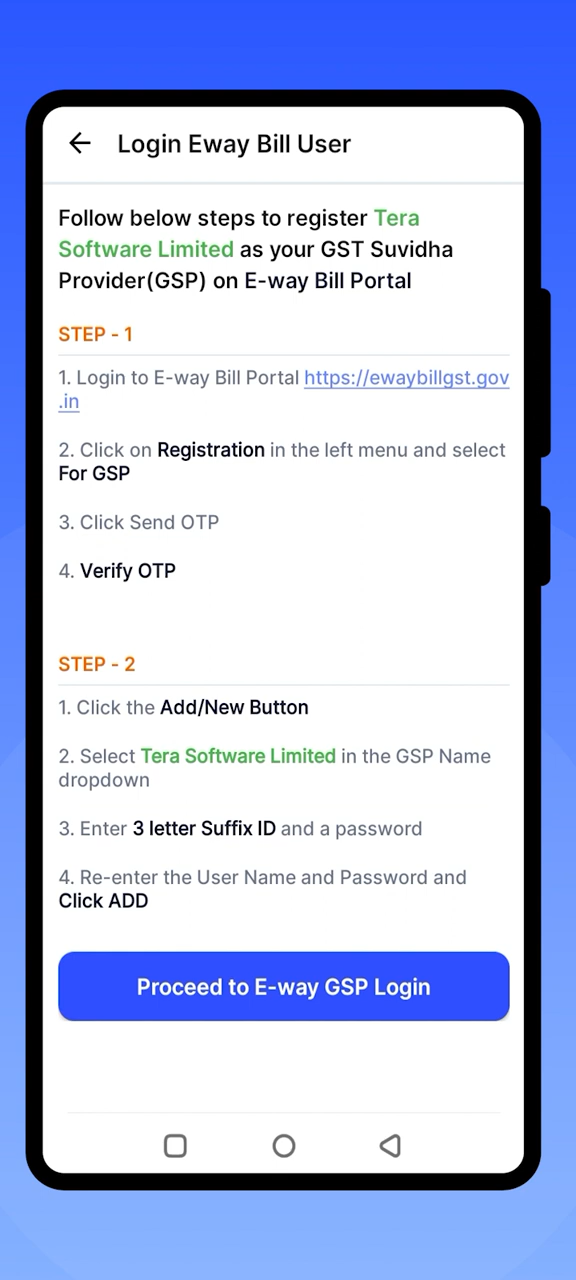 Login Eway Bill User
Follow below steps to register Tera
Software Limited as your GST Suvidha
Provider(GSP) on E-way Bill Portal
STEP - 1
1. Login to E-way Bill Portal https://ewaybillgst.gov
.in
2. Click on Registration in the left menu and select
For GSP
3. Click Send OTP
4. Verify OTP
STEP - 2
1. Click the Add/New Button
2. Select Tera Software Limited in the GSP Name
dropdown
3. Enter 3 letter Suffix ID and a password
4. Re-enter the User Name and Password and
Click ADD
Proceed to E-way GSP Login